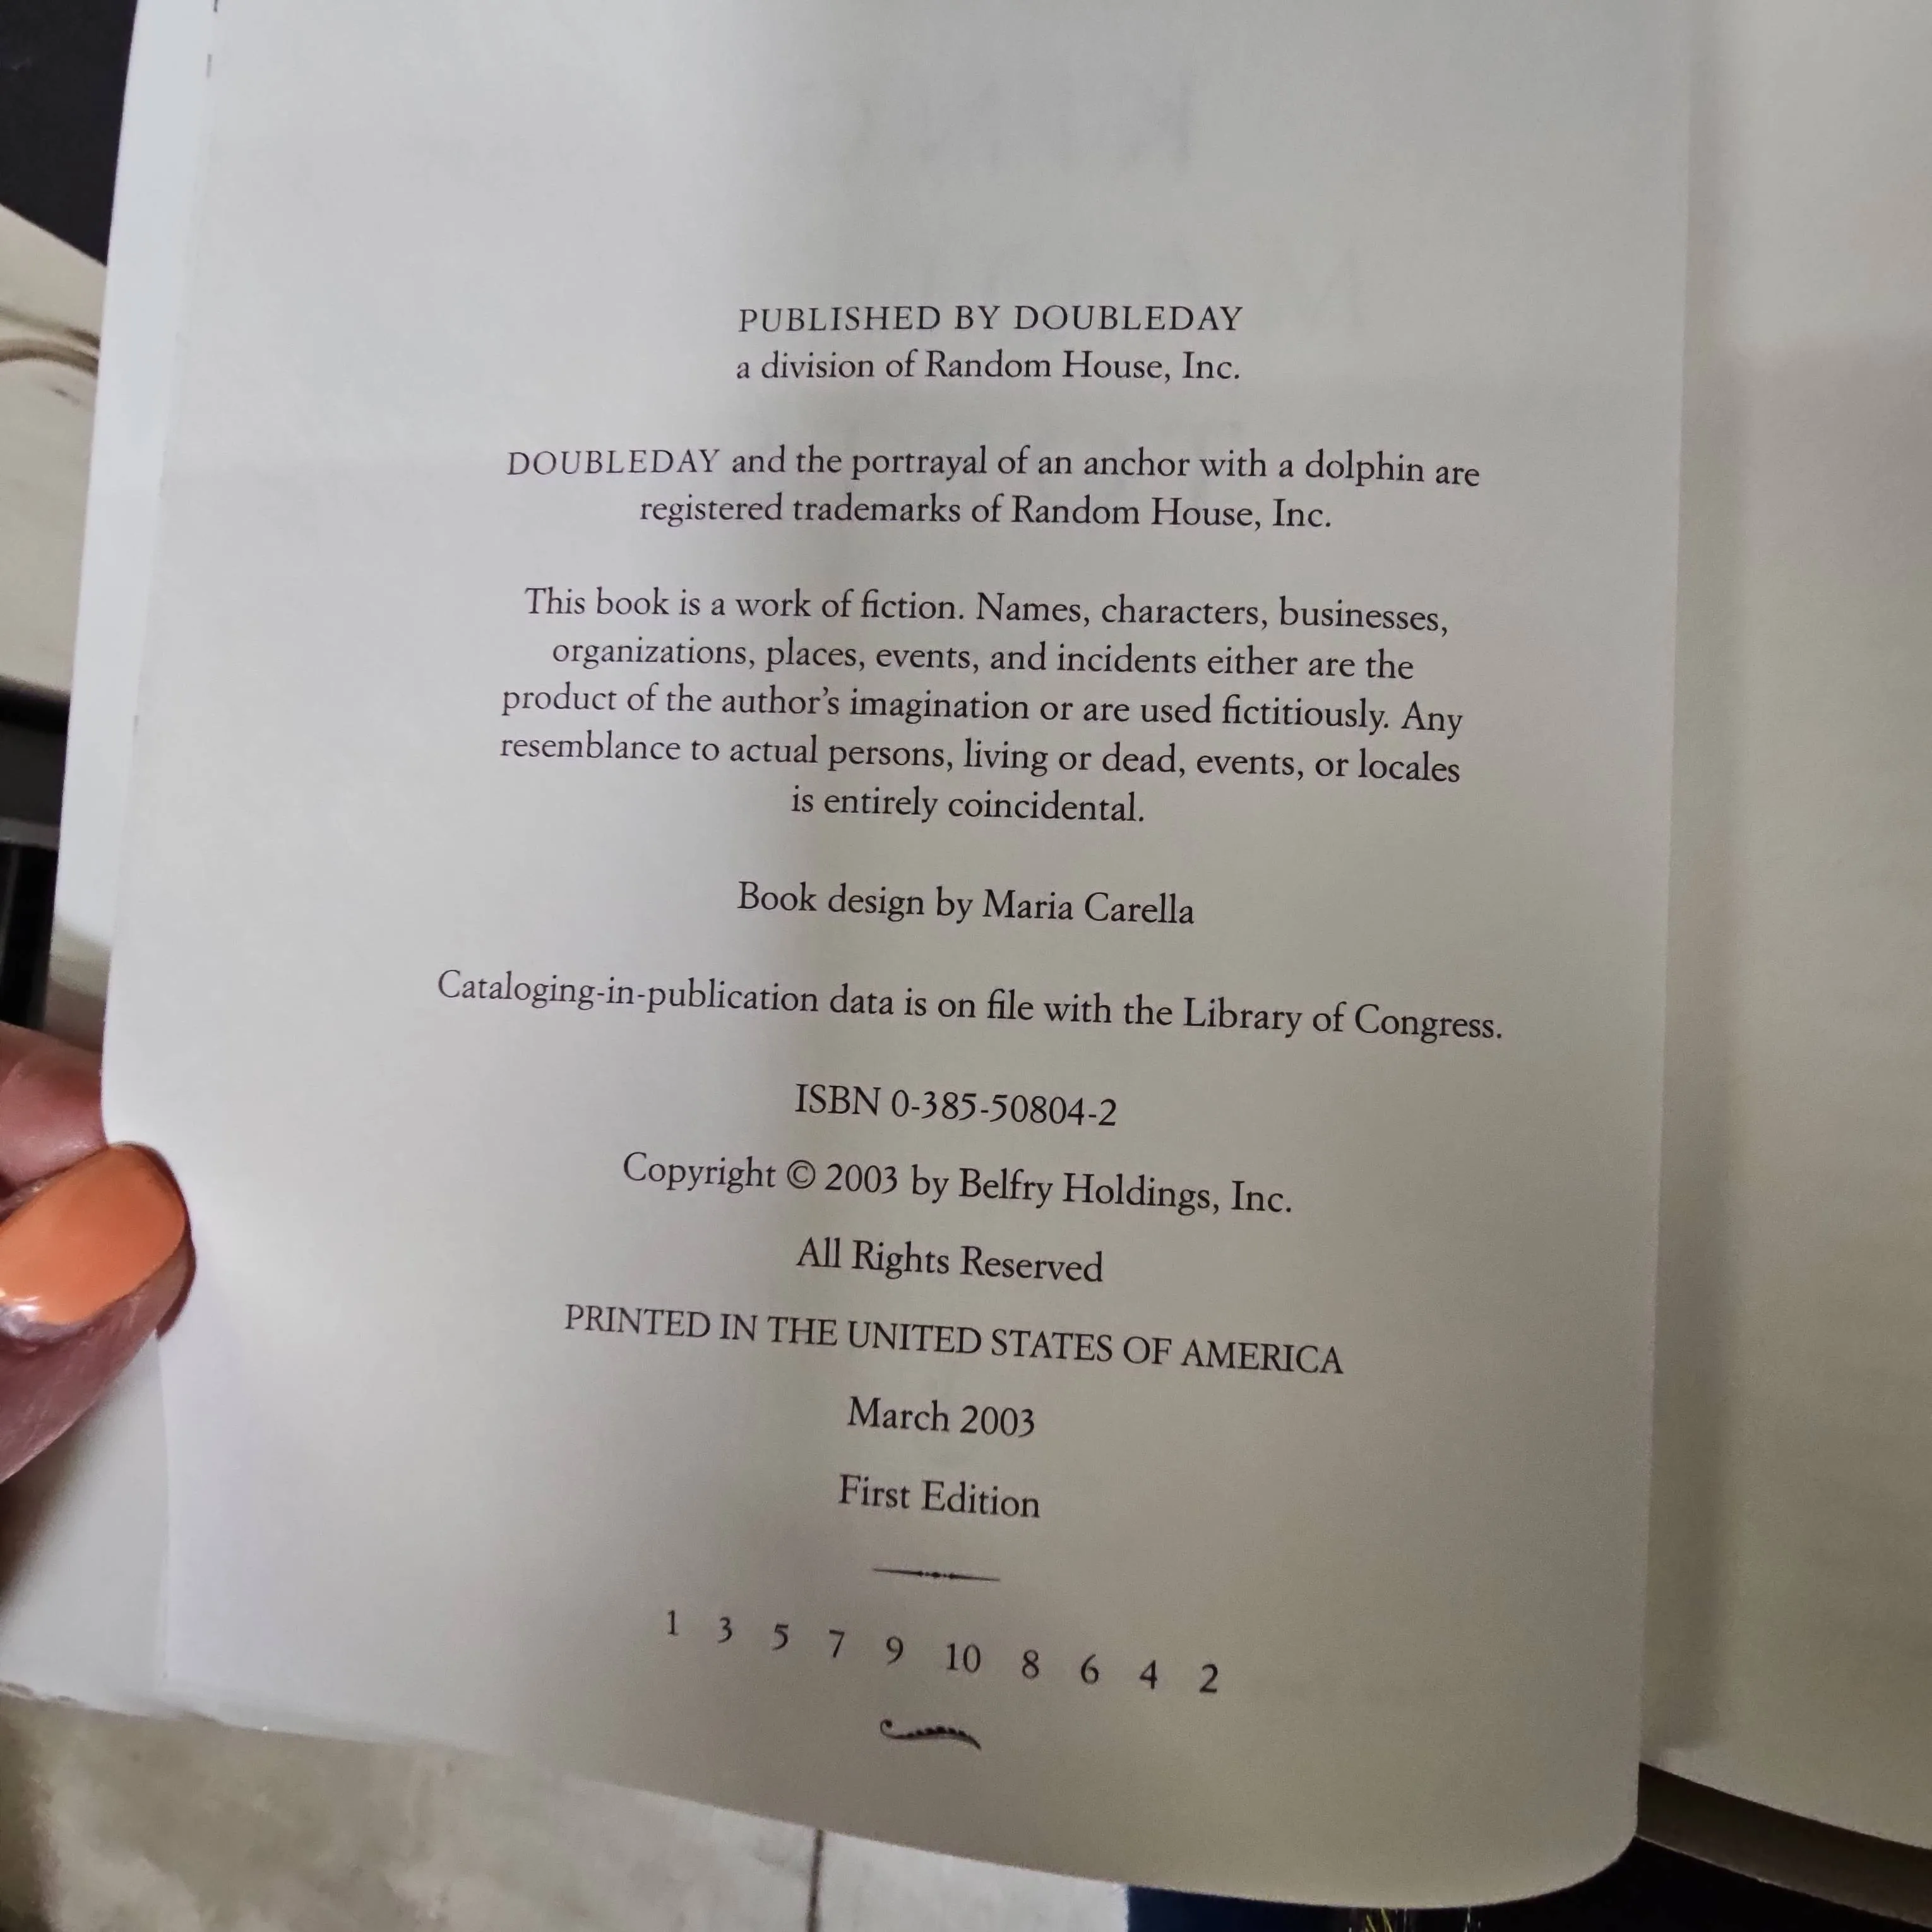 PUBLISHED BY DOUBLEDAY
a division of Random House, Inc.
DOUBLEDAY and the portrayal of an anchor with a dolphin are
registered trademarks of Random House, Inc.
This book is a work of fiction. Names, characters, businesses,
organizations, places, events, and incidents either are the
product of the author's imagination or are used fictitiously. Any
resemblance to actual persons, living or dead, events, or locales
is entirely coincidental.
Book design by Maria Carella
Cataloging-in-publication data is on file with the Library of Congress.
ISBN 0-385-50804-2
Copyright © 2003 by Belfry Holdings, Inc.
All Rights Reserved
PRINTED IN THE UNITED STATES OF AMERICA
March 2003
First Edition
1 3 5 7 9 10 8 6 4 2